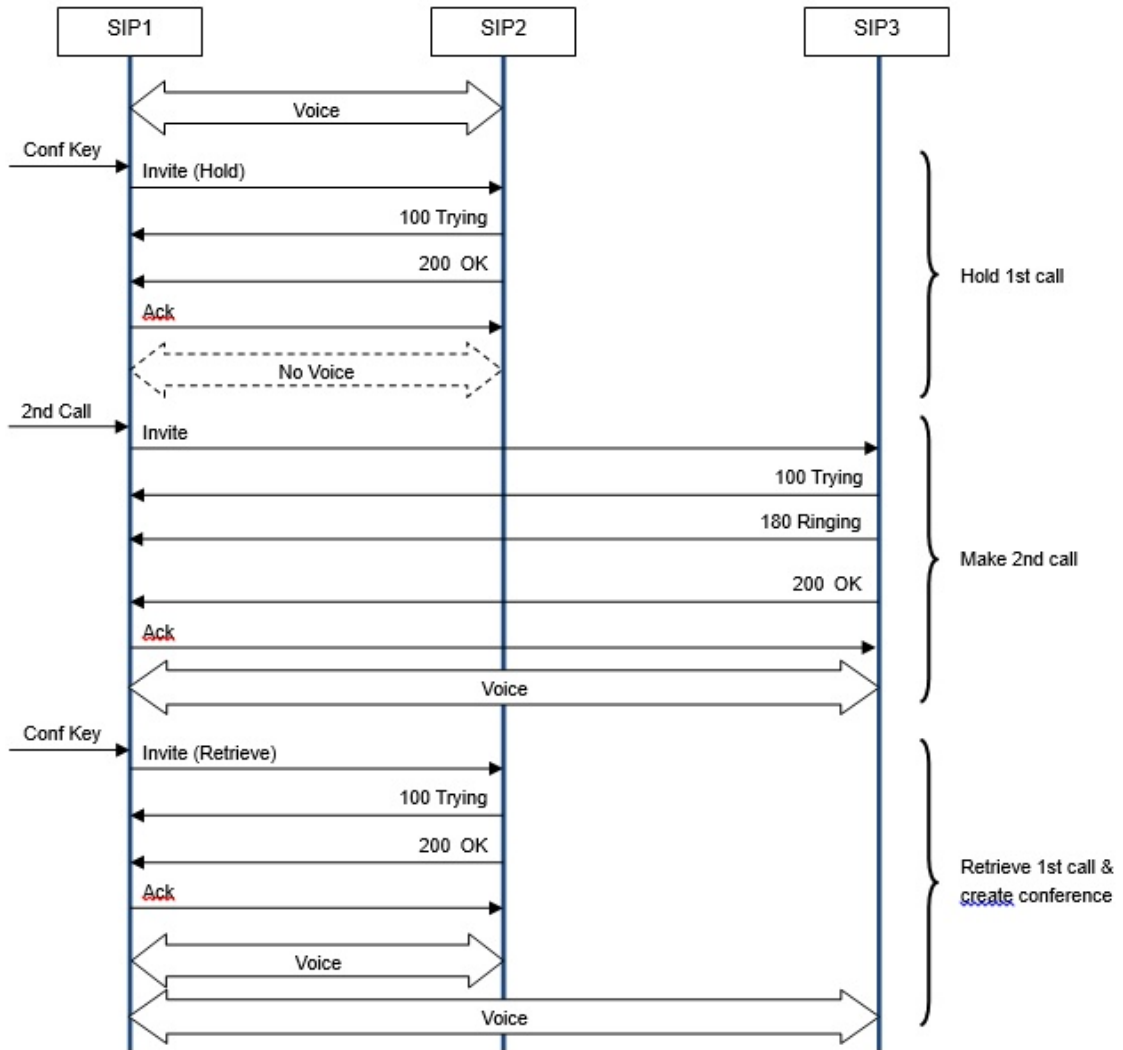 SIP1
SIP2
SIP3
Voice
Conf Key
Invite (Hold)
100 Trying
200 OK
Ack
No Voice
Hold 1st call
2nd Call
Invite
100 Trying
180 Ringing
200 OK
Ack
Voice
Make 2nd call
Conf Key
Invite (Retrieve)
100 Trying
200 OK
Ack
Voice
Voice
Retrieve 1st call &
create conference